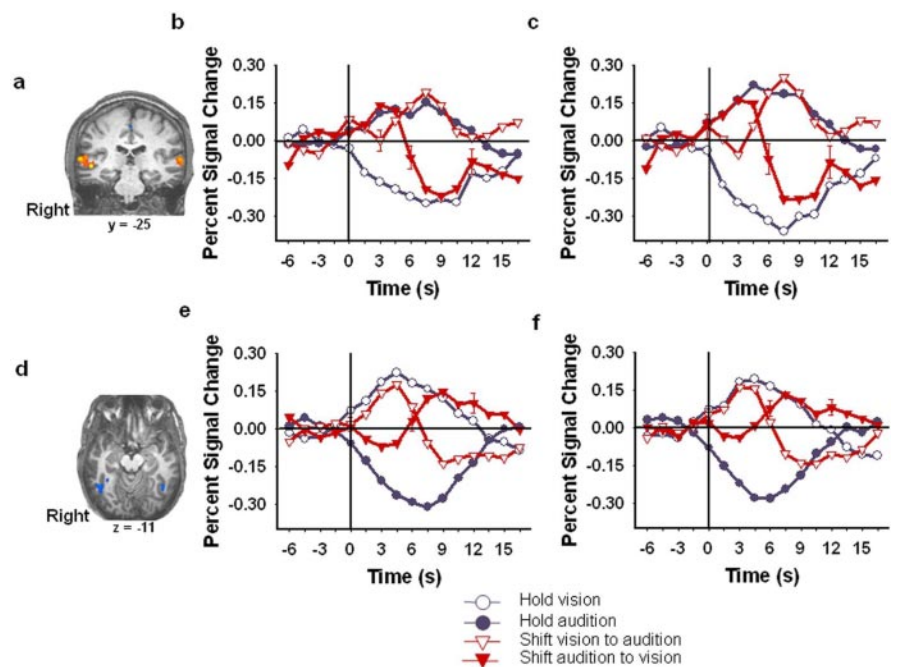 a
Right
y = -25
b
Percent Signal Change
0.30
0.15
0.00
-0.15
-0.30
-6 -3 0 3 6 9 12 15
Time (s)
c
Percent Signal Change
0.30
0.15
0.00
-0.15
-0.30
-6 -3 0 3 6 9 12 15
Time (s)
d
Right
z = -11
e
Percent Signal Change
0.30
0.15
0.00
-0.15
-0.30
-6 -3 0 3 6 9 12 15
Time (s)
f
Percent Signal Change
0.30
0.15
0.00
-0.15
-0.30
-6 -3 0 3 6 9 12 15
Time (s)
Hold vision
Hold audition
Shift vision to audition
Shift audition to vision